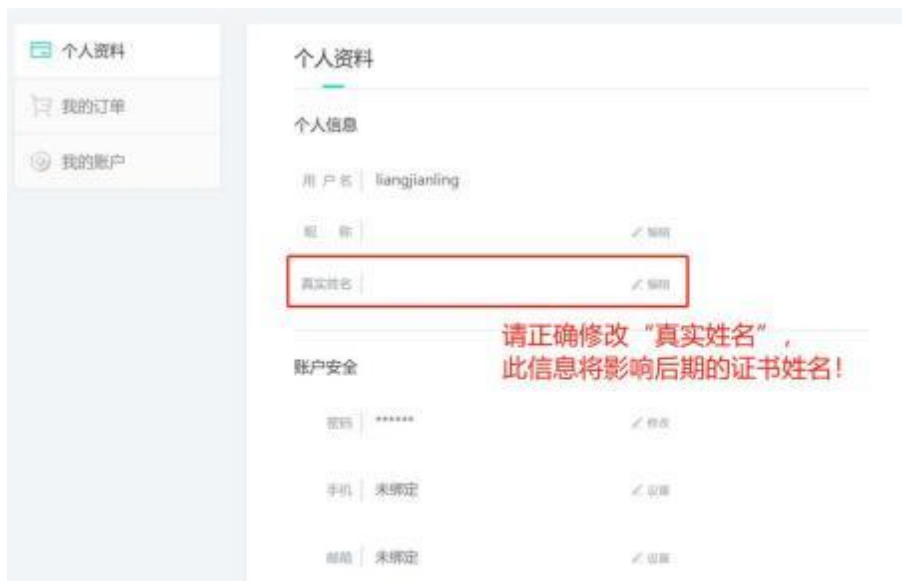 个人资料
我的订单
我的账户
个人资料
个人信息
用户名 liangjianling
昵 称 编辑
真实姓名 编辑
请正确修改“真实姓名”,
此信息将影响后期的证书姓名!
账户安全
密码 ****** 修改
手机 未绑定 设置
邮箱 未绑定 设置